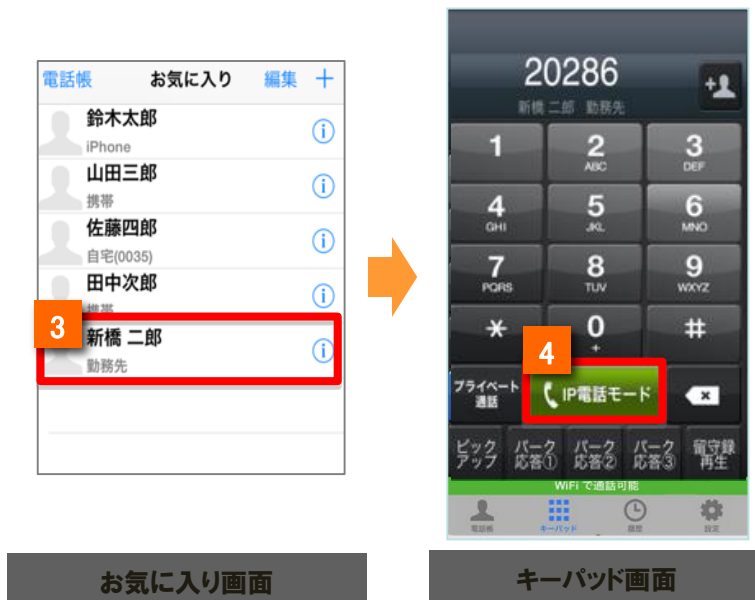 電話帳 お気に入り 編集 ＋
鈴木太郎
iPhone
山田三郎
携帯
佐藤四郎
自宅(0035)
田中次郎
携帯
3
新橋 二郎
勤務先
お気に入り画面
20286
新橋 二郎 勤務先
1 2 3
ABC DEF
4 5 6
GHI JKL MNO
7 8 9
PQRS TUV WXYZ
* 0 #
+
4
プライベート
通話
IP電話モード
ピック
アップ
パーク
応答①
パーク
応答②
パーク
応答③
留守録
再生
WiFi で通話可能
電話帳 キーパッド 履歴 設定
キーパッド画面